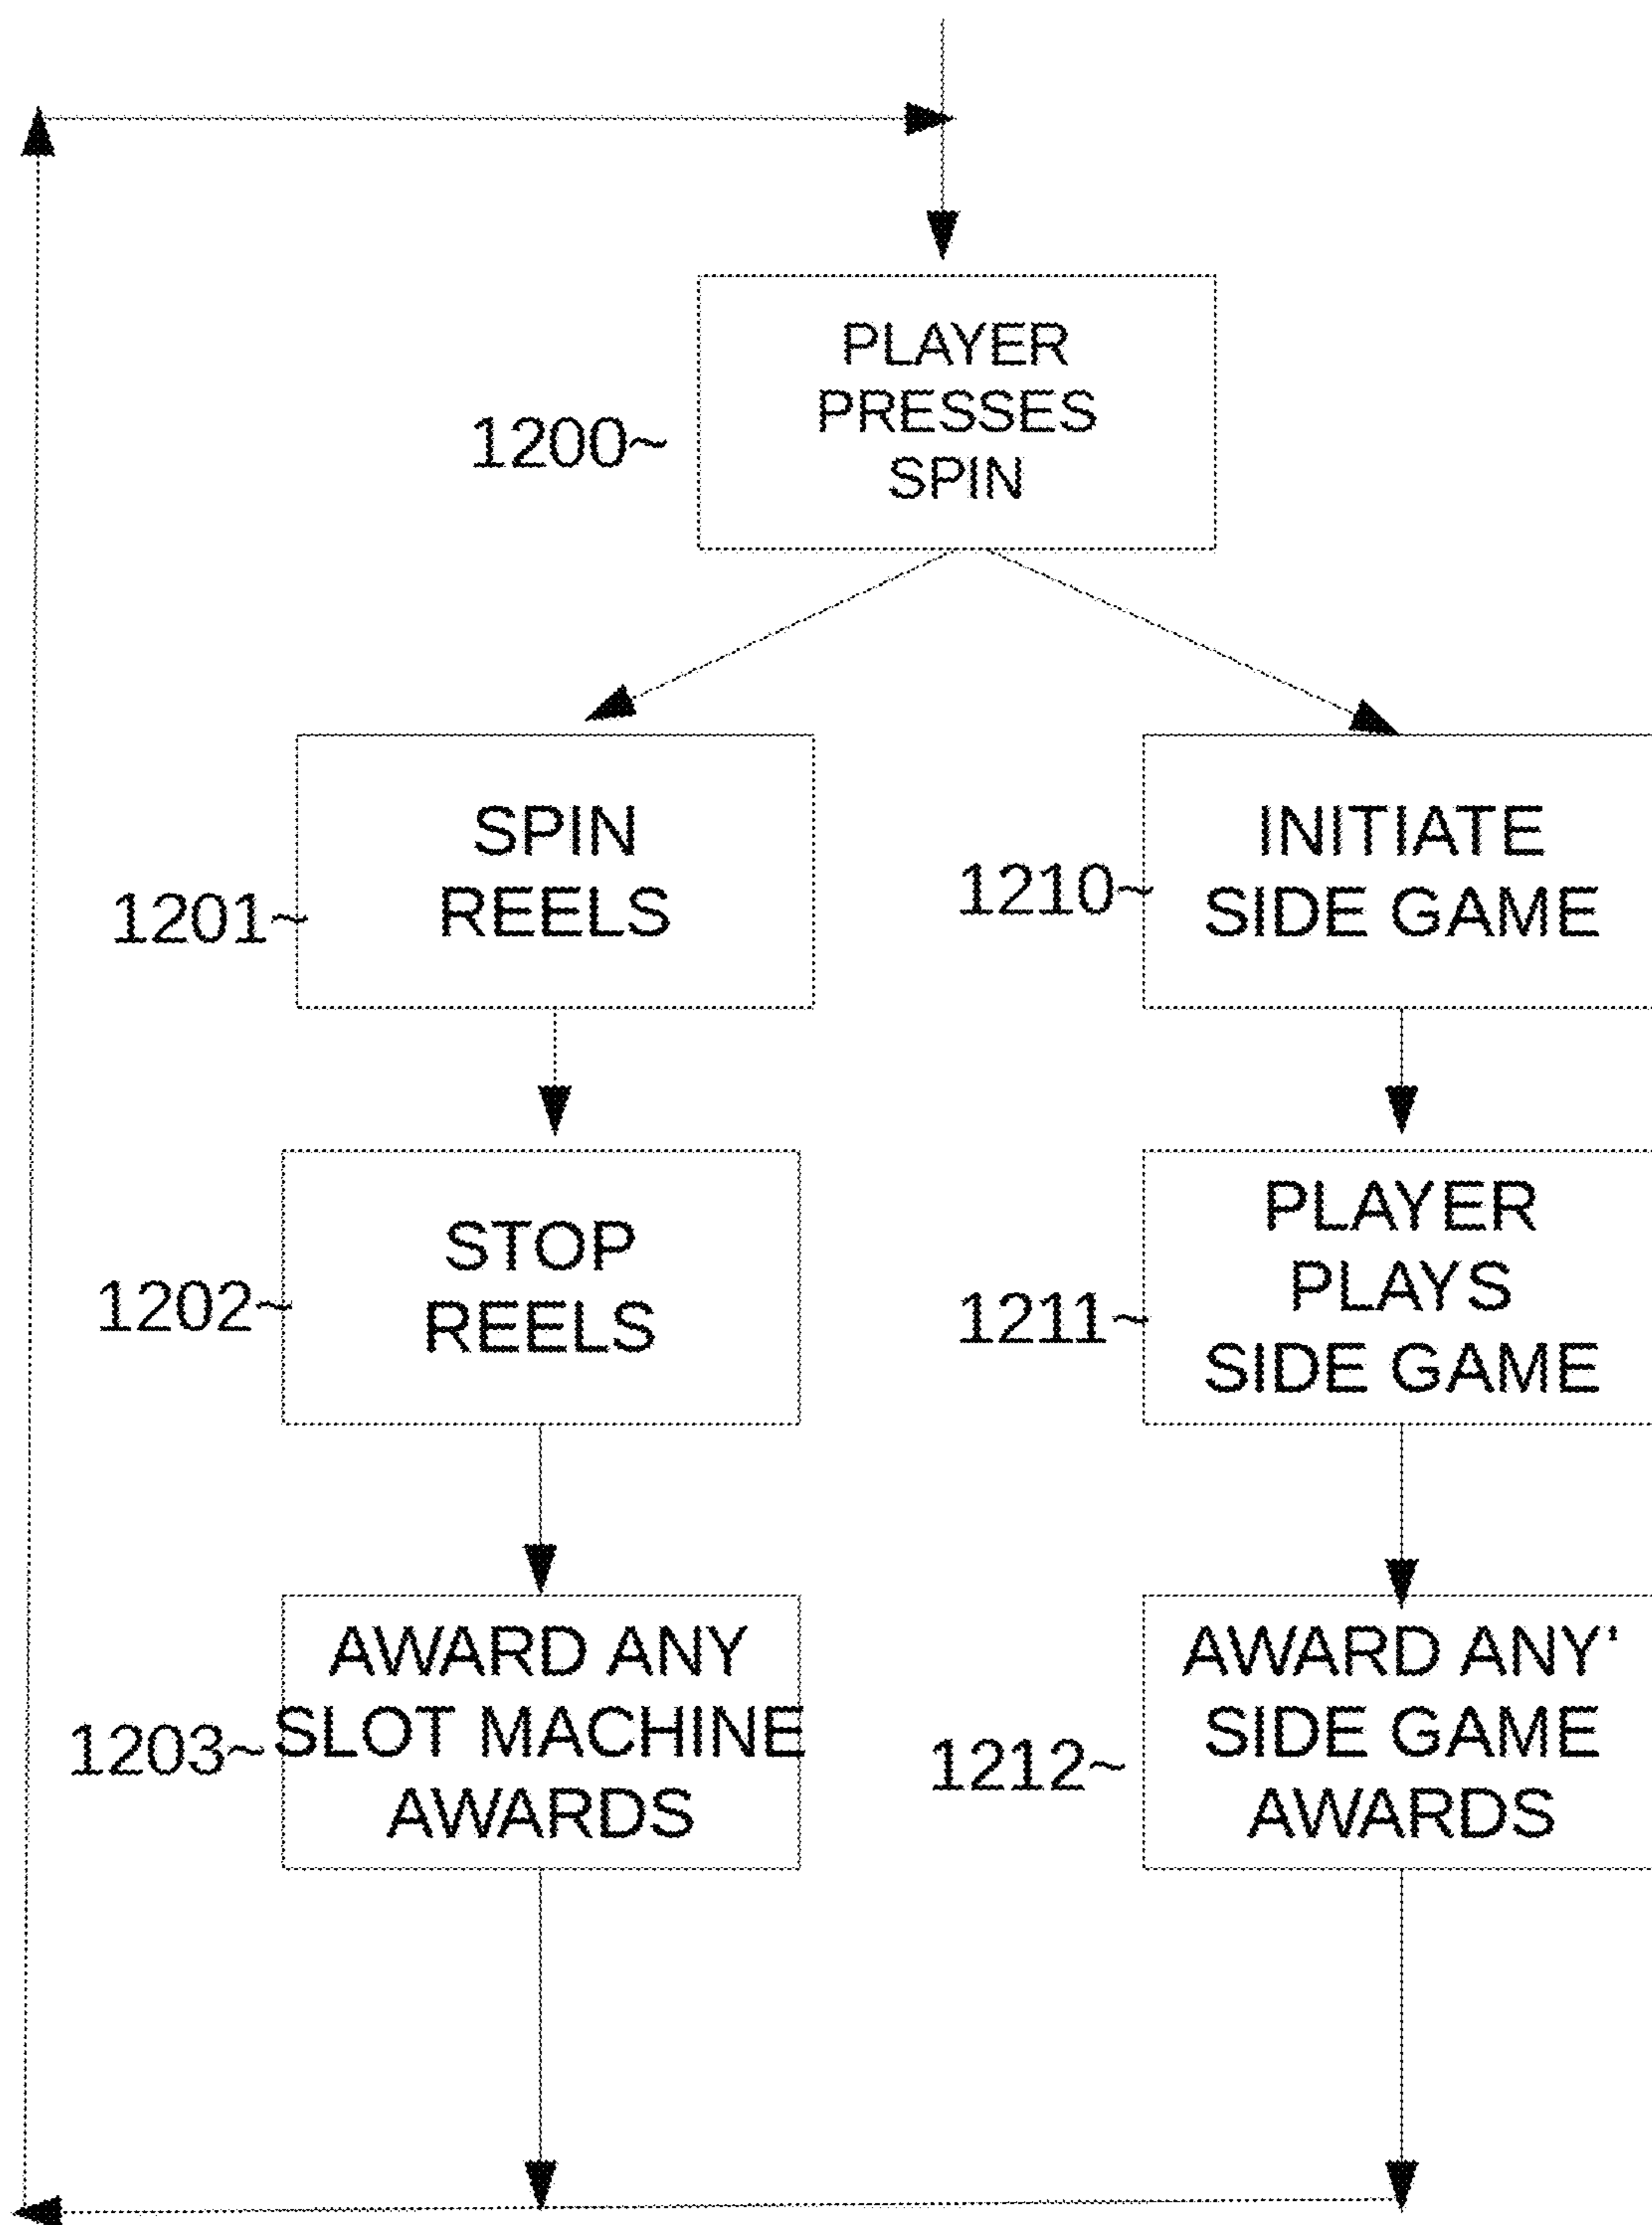 PLAYER
PRESSES
SPIN
1200~
SPIN
REELS
1201~
INITIATE
SIDE GAME
1210~
STOP
REELS
1202~
PLAYER
PLAYS
SIDE GAME
1211~
AWARD ANY
SLOT MACHINE
AWARDS
1203~
AWARD ANY'
SIDE GAME
AWARDS
1212~